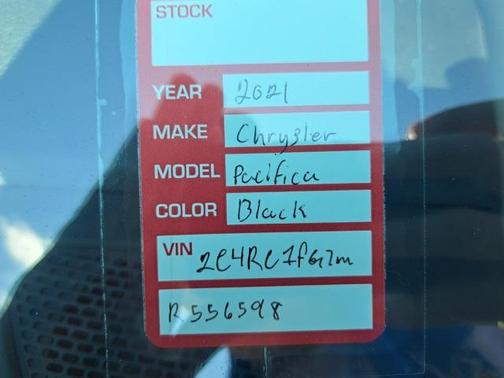 STOCK
YEAR 2021
MAKE Chrysler
MODEL Pacifica
COLOR Black
VIN 2C4RC1FG7m
R556598